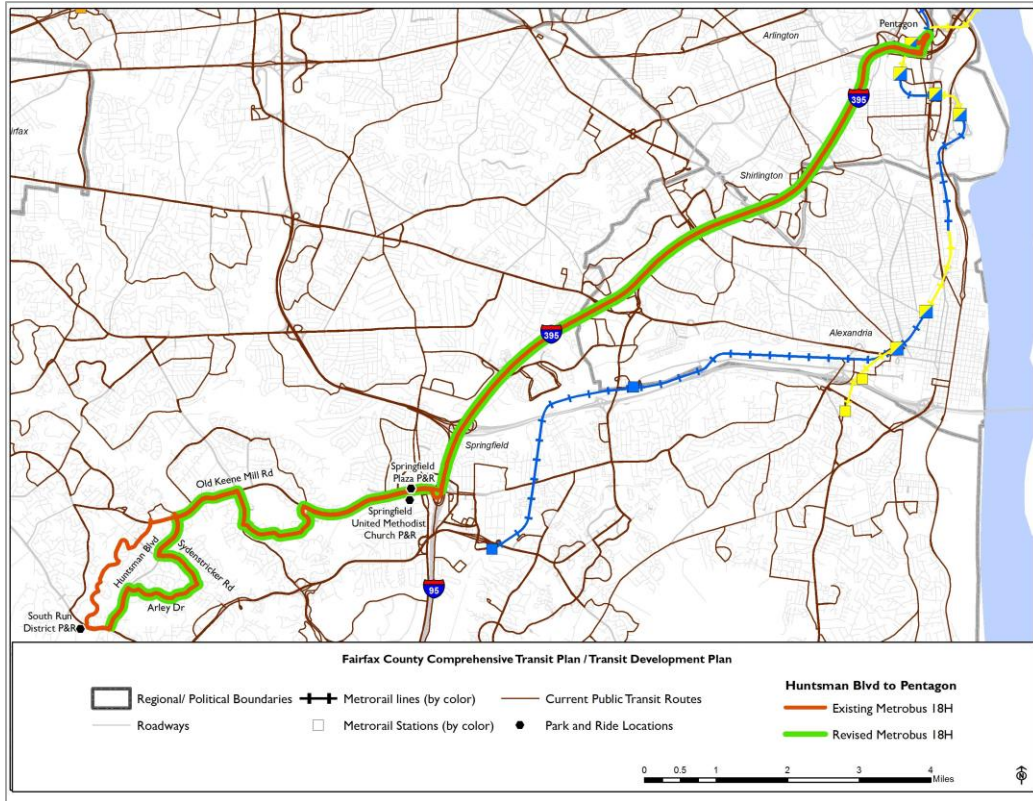 Pentagon
Arlington
irfax
395
Shirlington
395
Alexandria
Springfield
Springfield
Plaza P&R
Old Keene Mill Rd
Springfield
United Methodist
Church P&R
Huntsman Blvd
Sydenstricker Rd
95
Arley Dr
South Run
District P&R
Fairfax County Comprehensive Transit Plan / Transit Development Plan
Regional/ Political Boundaries
Metrorail lines (by color)
Current Public Transit Routes
Roadways
Metrorail Stations (by color)
Park and Ride Locations
Huntsman Blvd to Pentagon
Existing Metrobus 18H
Revised Metrobus 18H
0 0.5 1 2 3 4
Miles
N